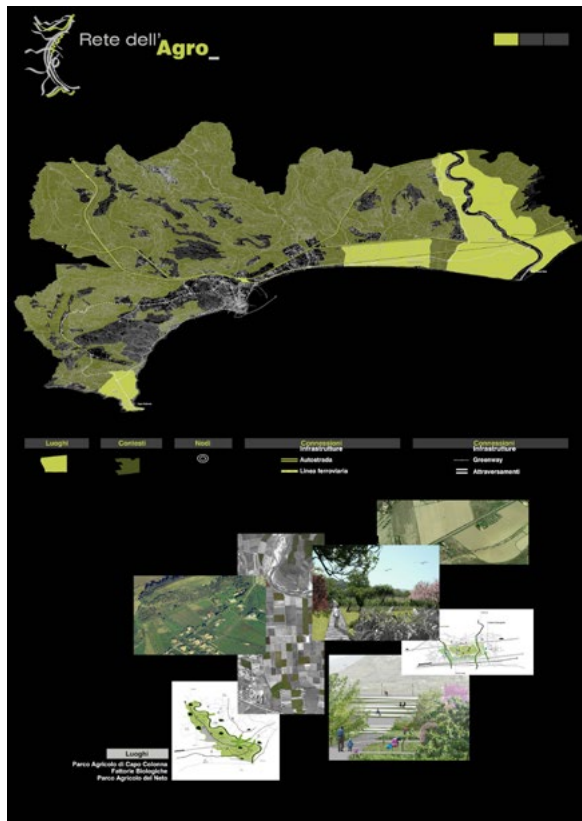 Rete dell'Agro_
Luoghi
Contesti
Nodi
Connessioni
Connessioni
Infrastrutture
Infrastrutture
Autostrada
Greenway
Linea ferroviaria
Attraversamenti
Luoghi
Parco Agricolo di Capo Colonna
Fattorie Biologiche
Parco Agricolo del Neto